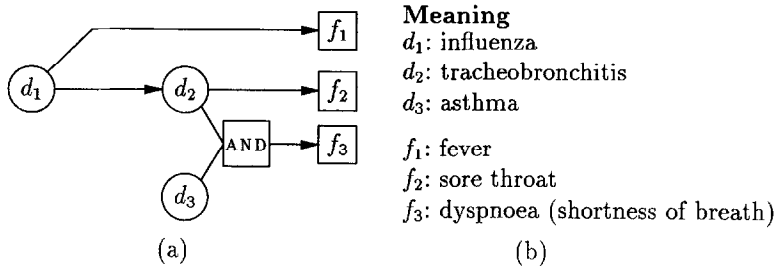 d₁
d₂
d₃
AND
f₁
f₂
f₃
(a)
Meaning
d₁: influenza
d₂: tracheobronchitis
d₃: asthma
f₁: fever
f₂: sore throat
f₃: dyspnoea (shortness of breath)
(b)